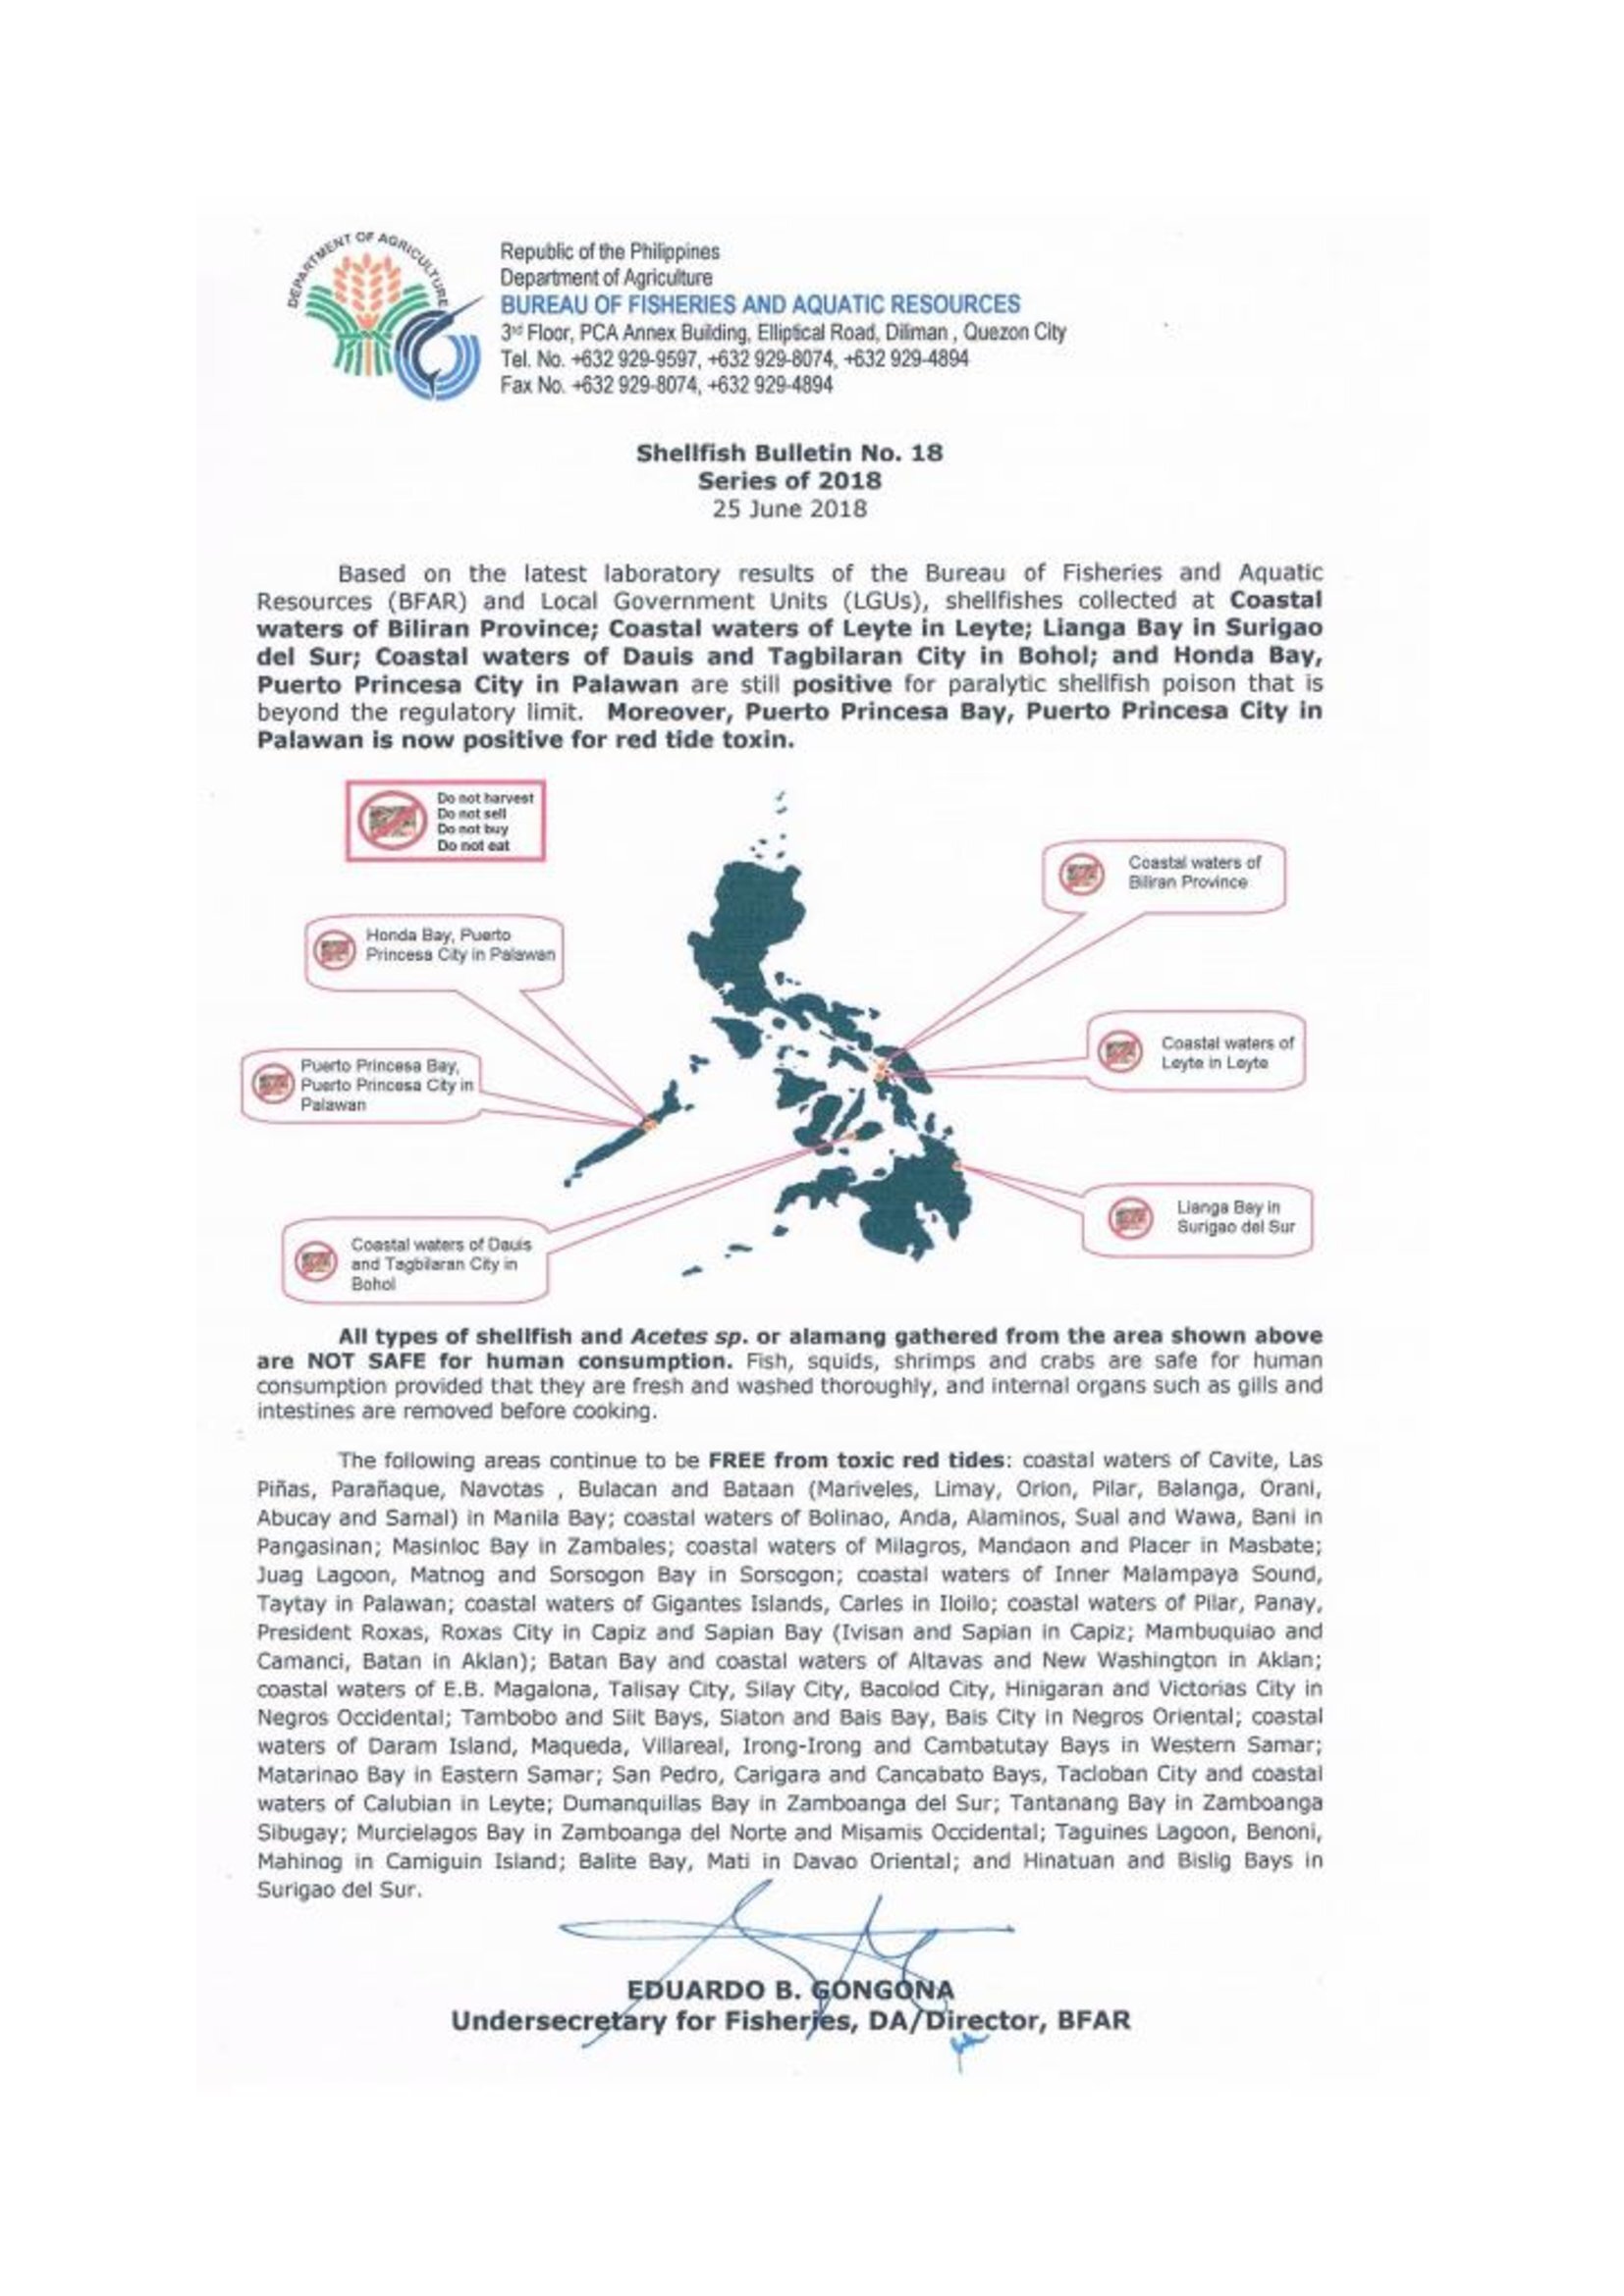 DEPARTMENT OF AGRICULTURE
Republic of the Philippines
Department of Agriculture
BUREAU OF FISHERIES AND AQUATIC RESOURCES
3rd Floor, PCA Annex Building, Elliptical Road, Diliman , Quezon City
Tel. No. +632 929-9597, +632 929-8074, +632 929-4894
Fax No. +632 929-8074, +632 929-4894
Shellfish Bulletin No. 18
Series of 2018
25 June 2018
Based on the latest laboratory results of the Bureau of Fisheries and Aquatic
Resources (BFAR) and Local Government Units (LGUs), shellfishes collected at Coastal
waters of Biliran Province; Coastal waters of Leyte in Leyte; Lianga Bay in Surigao
del Sur; Coastal waters of Dauis and Tagbilaran City in Bohol; and Honda Bay,
Puerto Princesa City in Palawan are still positive for paralytic shellfish poison that is
beyond the regulatory limit. Moreover, Puerto Princesa Bay, Puerto Princesa City in
Palawan is now positive for red tide toxin.
Do not harvest
Do not sell
Do not buy
Do not eat
Coastal waters of
Biliran Province
Honda Bay, Puerto
Princesa City in Palawan
Coastal waters of
Leyte in Leyte
Puerto Princesa Bay,
Puerto Princesa City in
Palawan
Lianga Bay in
Surigao del Sur
Coastal waters of Dauis
and Tagbilaran City in
Bohol
All types of shellfish and Acetes sp. or alamang gathered from the area shown above
are NOT SAFE for human consumption. Fish, squids, shrimps and crabs are safe for human
consumption provided that they are fresh and washed thoroughly, and internal organs such as gills and
intestines are removed before cooking.
The following areas continue to be FREE from toxic red tides: coastal waters of Cavite, Las
Piñas, Parañaque, Navotas , Bulacan and Bataan (Mariveles, Limay, Orion, Pilar, Balanga, Orani,
Abucay and Samal) in Manila Bay; coastal waters of Bolinao, Anda, Alaminos, Sual and Wawa, Bani in
Pangasinan; Masinloc Bay in Zambales; coastal waters of Milagros, Mandaon and Placer in Masbate;
Juag Lagoon, Matnog and Sorsogon Bay in Sorsogon; coastal waters of Inner Malampaya Sound,
Taytay in Palawan; coastal waters of Gigantes Islands, Carles in Iloilo; coastal waters of Pilar, Panay,
President Roxas, Roxas City in Capiz and Sapian Bay (Ivisan and Sapian in Capiz; Mambuquiao and
Camanci, Batan in Aklan); Batan Bay and coastal waters of Altavas and New Washington in Aklan;
coastal waters of E.B. Magalona, Talisay City, Silay City, Bacolod City, Hinigaran and Victorias City in
Negros Occidental; Tambobo and Siit Bays, Siaton and Bais Bay, Bais City in Negros Oriental; coastal
waters of Daram Island, Maqueda, Villareal, Irong-Irong and Cambatutay Bays in Western Samar;
Matarinao Bay in Eastern Samar; San Pedro, Carigara and Cancabato Bays, Tacloban City and coastal
waters of Calubian in Leyte; Dumanquillas Bay in Zamboanga del Sur; Tantanang Bay in Zamboanga
Sibugay; Murcielagos Bay in Zamboanga del Norte and Misamis Occidental; Taguines Lagoon, Benoni,
Mahinog in Camiguin Island; Balite Bay, Mati in Davao Oriental; and Hinatuan and Bislig Bays in
Surigao del Sur.
EDUARDO B. GONGONA
Undersecretary for Fisheries, DA/Director, BFAR